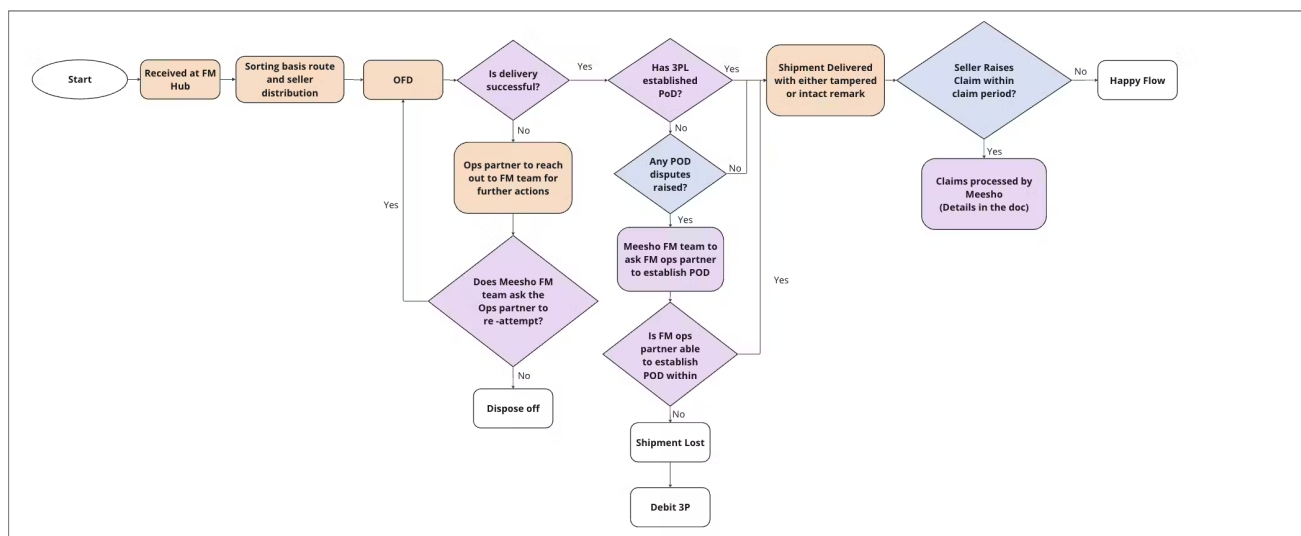 Start
Received at FM
Hub
Sorting basis route
and seller
distribution
OFD
Is delivery
successful?
Yes
Has 3PL
established
PoD?
Yes
Shipment Delivered
with either tampered
or intact remark
Seller Raises
Claim within
claim period?
No
Happy Flow
No
Ops partner to reach
out to FM team for
further actions
Yes
Does Meesho FM
team ask the
Ops partner to
re -attempt?
No
Dispose off
No
Any POD
disputes
raised?
No
Yes
Meesho FM team to
ask FM ops partner
to establish POD
Yes
Is FM ops
partner able
to establish
POD within
No
Shipment Lost
Debit 3P
Yes
Claims processed by
Meesho
(Details in the doc)